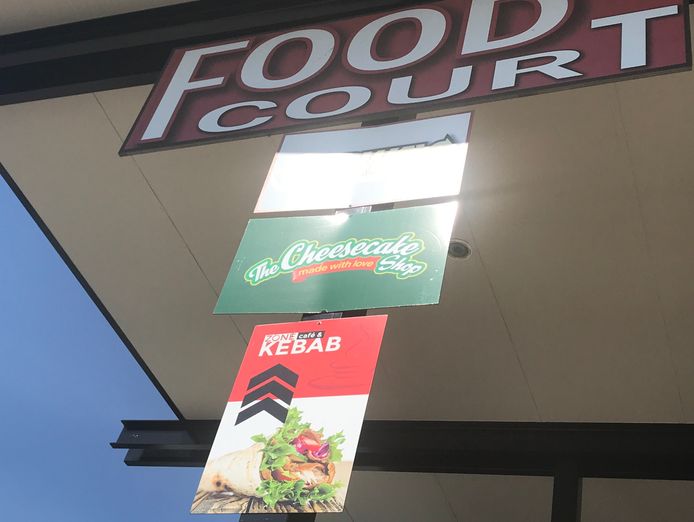 FOOD
COURT
The Cheesecake
made with love Shop
ZONE café &
KEBAB